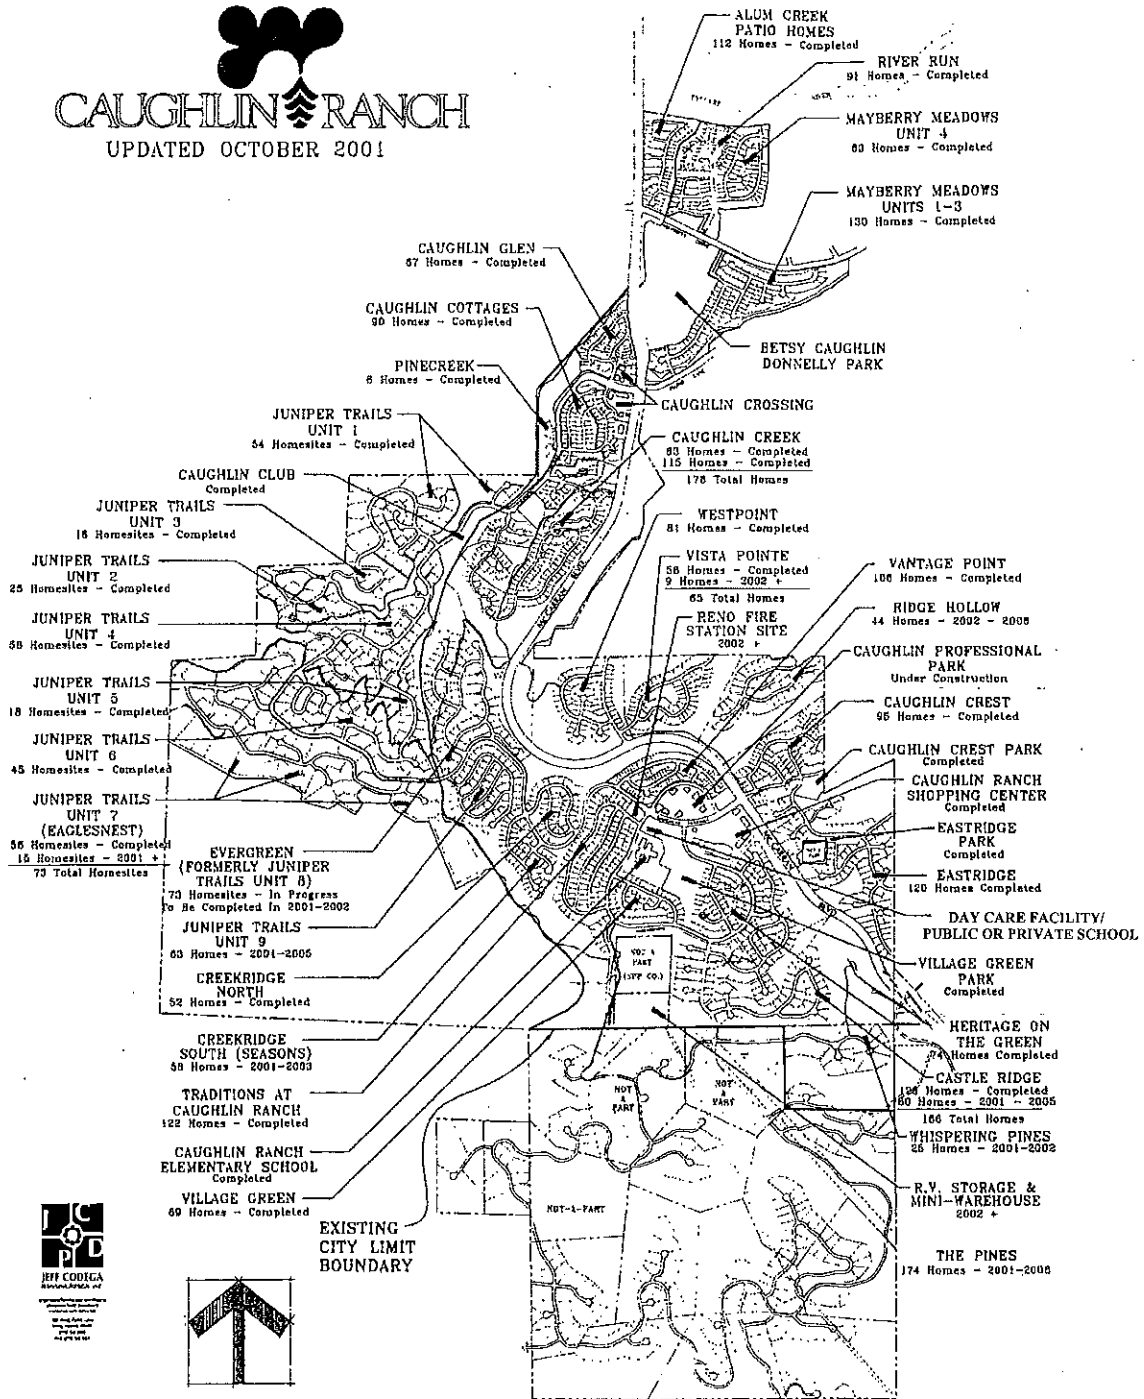 CAUGHLIN RANCH
UPDATED OCTOBER 2001
ALUM CREEK
PATIO HOMES
112 Homes - Completed
RIVER RUN
91 Homes - Completed
RIVER
MAYBERRY MEADOWS
UNIT 4
63 Homes - Completed
MAYBERRY MEADOWS
UNITS 1-3
130 Homes - Completed
CAUGHLIN GLEN
67 Homes - Completed
CAUGHLIN COTTAGES
90 Homes - Completed
BETSY CAUGHLIN
DONNELLY PARK
PINECREEK
6 Homes - Completed
CAUGHLIN CROSSING
JUNIPER TRAILS
UNIT 1
54 Homesites - Completed
CAUGHLIN CREEK
63 Homes - Completed
115 Homes - Completed
178 Total Homes
CAUGHLIN CLUB
Completed
JUNIPER TRAILS
UNIT 3
16 Homesites - Completed
WESTPOINT
81 Homes - Completed
VISTA POINTE
56 Homes - Completed
9 Homes - 2002 +
65 Total Homes
VANTAGE POINT
Homes - Completed
JUNIPER TRAILS
UNIT 2
25 Homesites - Completed
RENO FIRE
STATION SITE
2002 +
RIDGE HOLLOW
44 Homes - 2002 -
JUNIPER TRAILS
UNIT 4
Homesites - Completed
CAUGHLIN PROFESSIONAL
PARK
Under Construction
JUNIPER TRAILS
UNIT 5
18 Homesites - Completed
CAUGHLIN CREST
Homes - Completed
JUNIPER TRAILS
UNIT 6
45 Homesites - Completed
CAUGHLIN CREST PARK
Completed
CAUGHLIN RANCH
SHOPPING CENTER
Completed
JUNIPER TRAILS
UNIT 7
(EAGLESNEST)
Homesites - Completed
15 Homesites - 2001 +
73 Total Homesites
EASTRIDGE
PARK
Completed
EVERGREEN
(FORMERLY JUNIPER
TRAILS UNIT 8)
73 Homesites - In Progress
To Be Completed In 2001-2002
EASTRIDGE
120 Homes Completed
DAY CARE FACILITY/
PUBLIC OR PRIVATE SCHOOL
JUNIPER TRAILS
UNIT 9
63 Homes - 2001-2005
McCARRAN
BLVD
NOT A
PART
(SPP CO.)
VILLAGE GREEN
PARK
Completed
CREEKRIDGE
NORTH
52 Homes - Completed
HERITAGE ON
THE GREEN
74 Homes Completed
CREEKRIDGE
SOUTH (SEASONS)
Homes - 2001-2003
CASTLE RIDGE
Homes - Completed
Homes - 2001 - 2005
Total Homes
NOT
A
PART
NOT
A
PART
TRADITIONS AT
CAUGHLIN RANCH
122 Homes - Completed
WHISPERING PINES
Homes - 2001-2002
CAUGHLIN RANCH
ELEMENTARY SCHOOL
Completed
R.V. STORAGE &
MINI-WAREHOUSE
2002 +
VILLAGE GREEN
69 Homes - Completed
NOT-A-PART
EXISTING
CITY LIMIT
BOUNDARY
THE PINES
174 Homes -
J C
P D
JEFF CODEGA